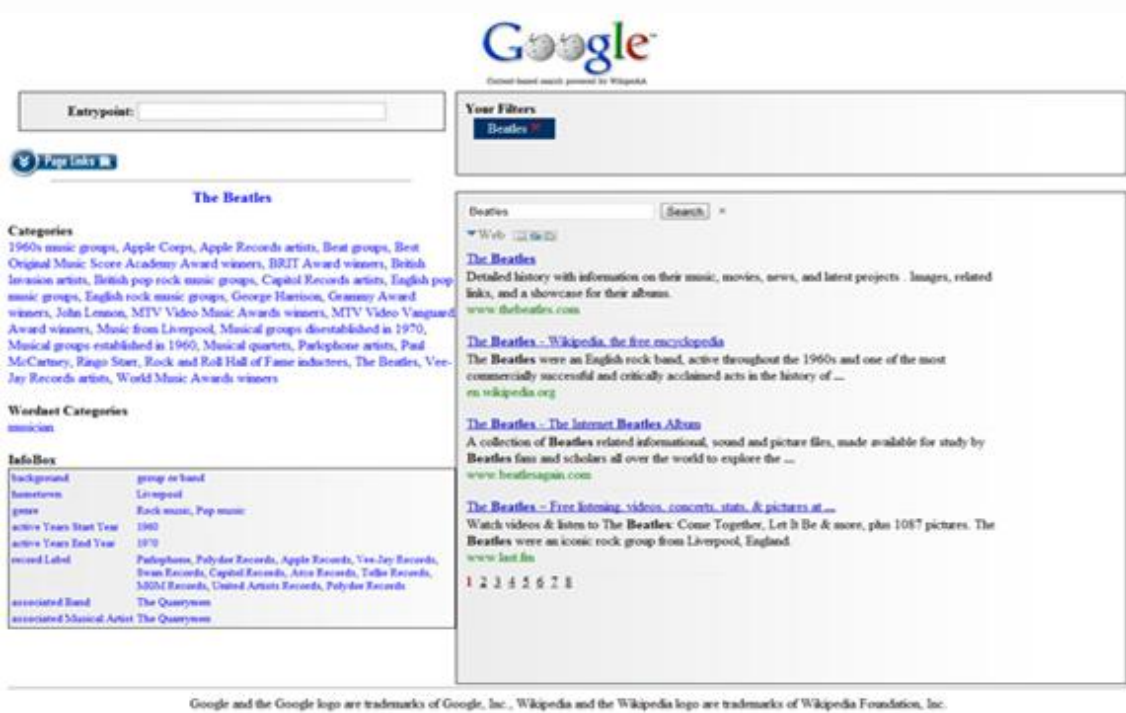 Google
Context-based search powered by WikipediA
Entrypoint:
Page Links
The Beatles
Categories
1960s music groups, Apple Corps, Apple Records artists, Beat groups, Best
Original Music Score Academy Award winners, BRIT Award winners, British
Invasion artists, British pop rock music groups, Capitol Records artists, English pop
music groups, English rock music groups, George Harrison, Grammy Award
winners, John Lennon, MTV Video Music Awards winners, MTV Video Vanguard
Award winners, Music from Liverpool, Musical groups disestablished in 1970,
Musical groups established in 1960, Musical quartets, Parlophone artists, Paul
McCartney, Ringo Starr, Rock and Roll Hall of Fame inductees, The Beatles, Vee-
Jay Records artists, World Music Awards winners
Wordnet Categories
musician
InfoBox
background group or band
hometown Liverpool
genre Rock music, Pop music
active Years Start Year 1960
active Years End Year 1970
record Label Parlophone, Polydor Records, Apple Records, Vee-Jay Records,
Swan Records, Capitol Records, Atco Records, Tollie Records,
MGM Records, United Artists Records, Polydor Records
associated Band The Quarrymen
associated Musical Artist The Quarrymen
Your Filters
Beatles ×
Beatles Search ×
Web
The Beatles
Detailed history with information on their music, movies, news, and latest projects . Images, related
links, and a showcase for their albums.
www.thebeatles.com
The Beatles - Wikipedia, the free encyclopedia
The Beatles were an English rock band, active throughout the 1960s and one of the most
commercially successful and critically acclaimed acts in the history of ...
en.wikipedia.org
The Beatles - The Internet Beatles Album
A collection of Beatles related informational, sound and picture files, made available for study by
Beatles fans and scholars all over the world to explore the ...
www.beatlesagain.com
The Beatles – Free listening, videos, concerts, stats, & pictures at ...
Watch videos & listen to The Beatles: Come Together, Let It Be & more, plus 1087 pictures. The
Beatles were an iconic rock group from Liverpool, England.
www.last.fm
1 2 3 4 5 6 7 8
Google and the Google logo are trademarks of Google, Inc., Wikipedia and the Wikipedia logo are trademarks of Wikipedia Foundation, Inc.